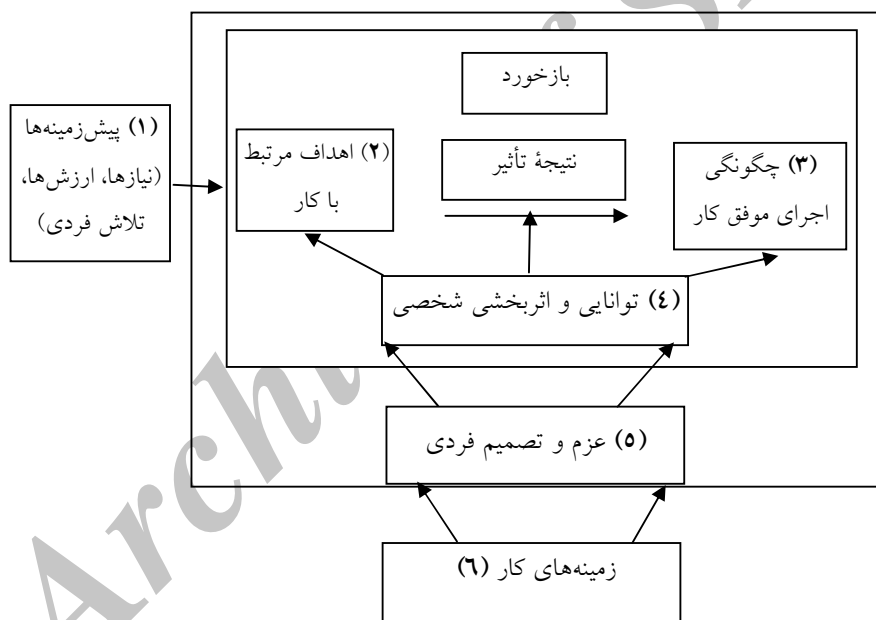 بازخورد
(۱) پیش‌زمینه‌ها
(نیازها، ارزش‌ها،
تلاش فردی)
(۲) اهداف مرتبط
با کار
نتیجۀ تأثیر
(۳) چگونگی
اجرای موفق کار
(٤) توانایی و اثربخشی شخصی
(٥) عزم و تصمیم فردی
زمینه‌های کار (٦)